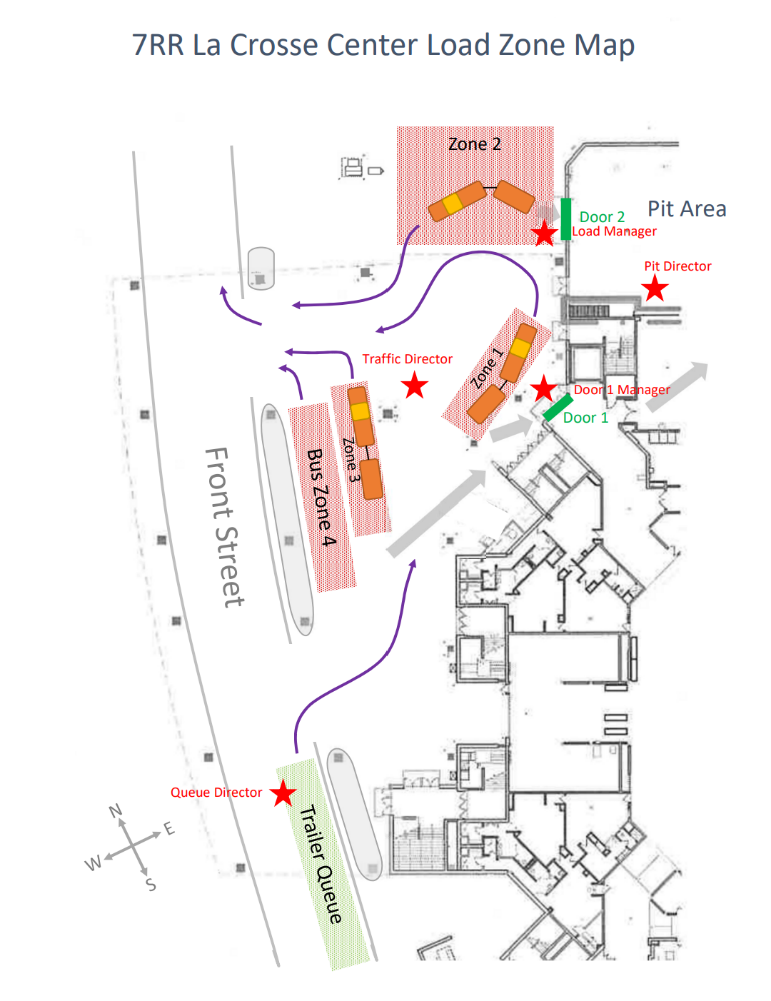 7RR La Crosse Center Load Zone Map
Zone 2
Door 2
Pit Area
Load Manager
Pit Director
Zone 1
Traffic Director
Door 1 Manager
Door 1
Zone 3
Bus Zone 4
Front Street
Queue Director
Trailer Queue
N
E
W
S